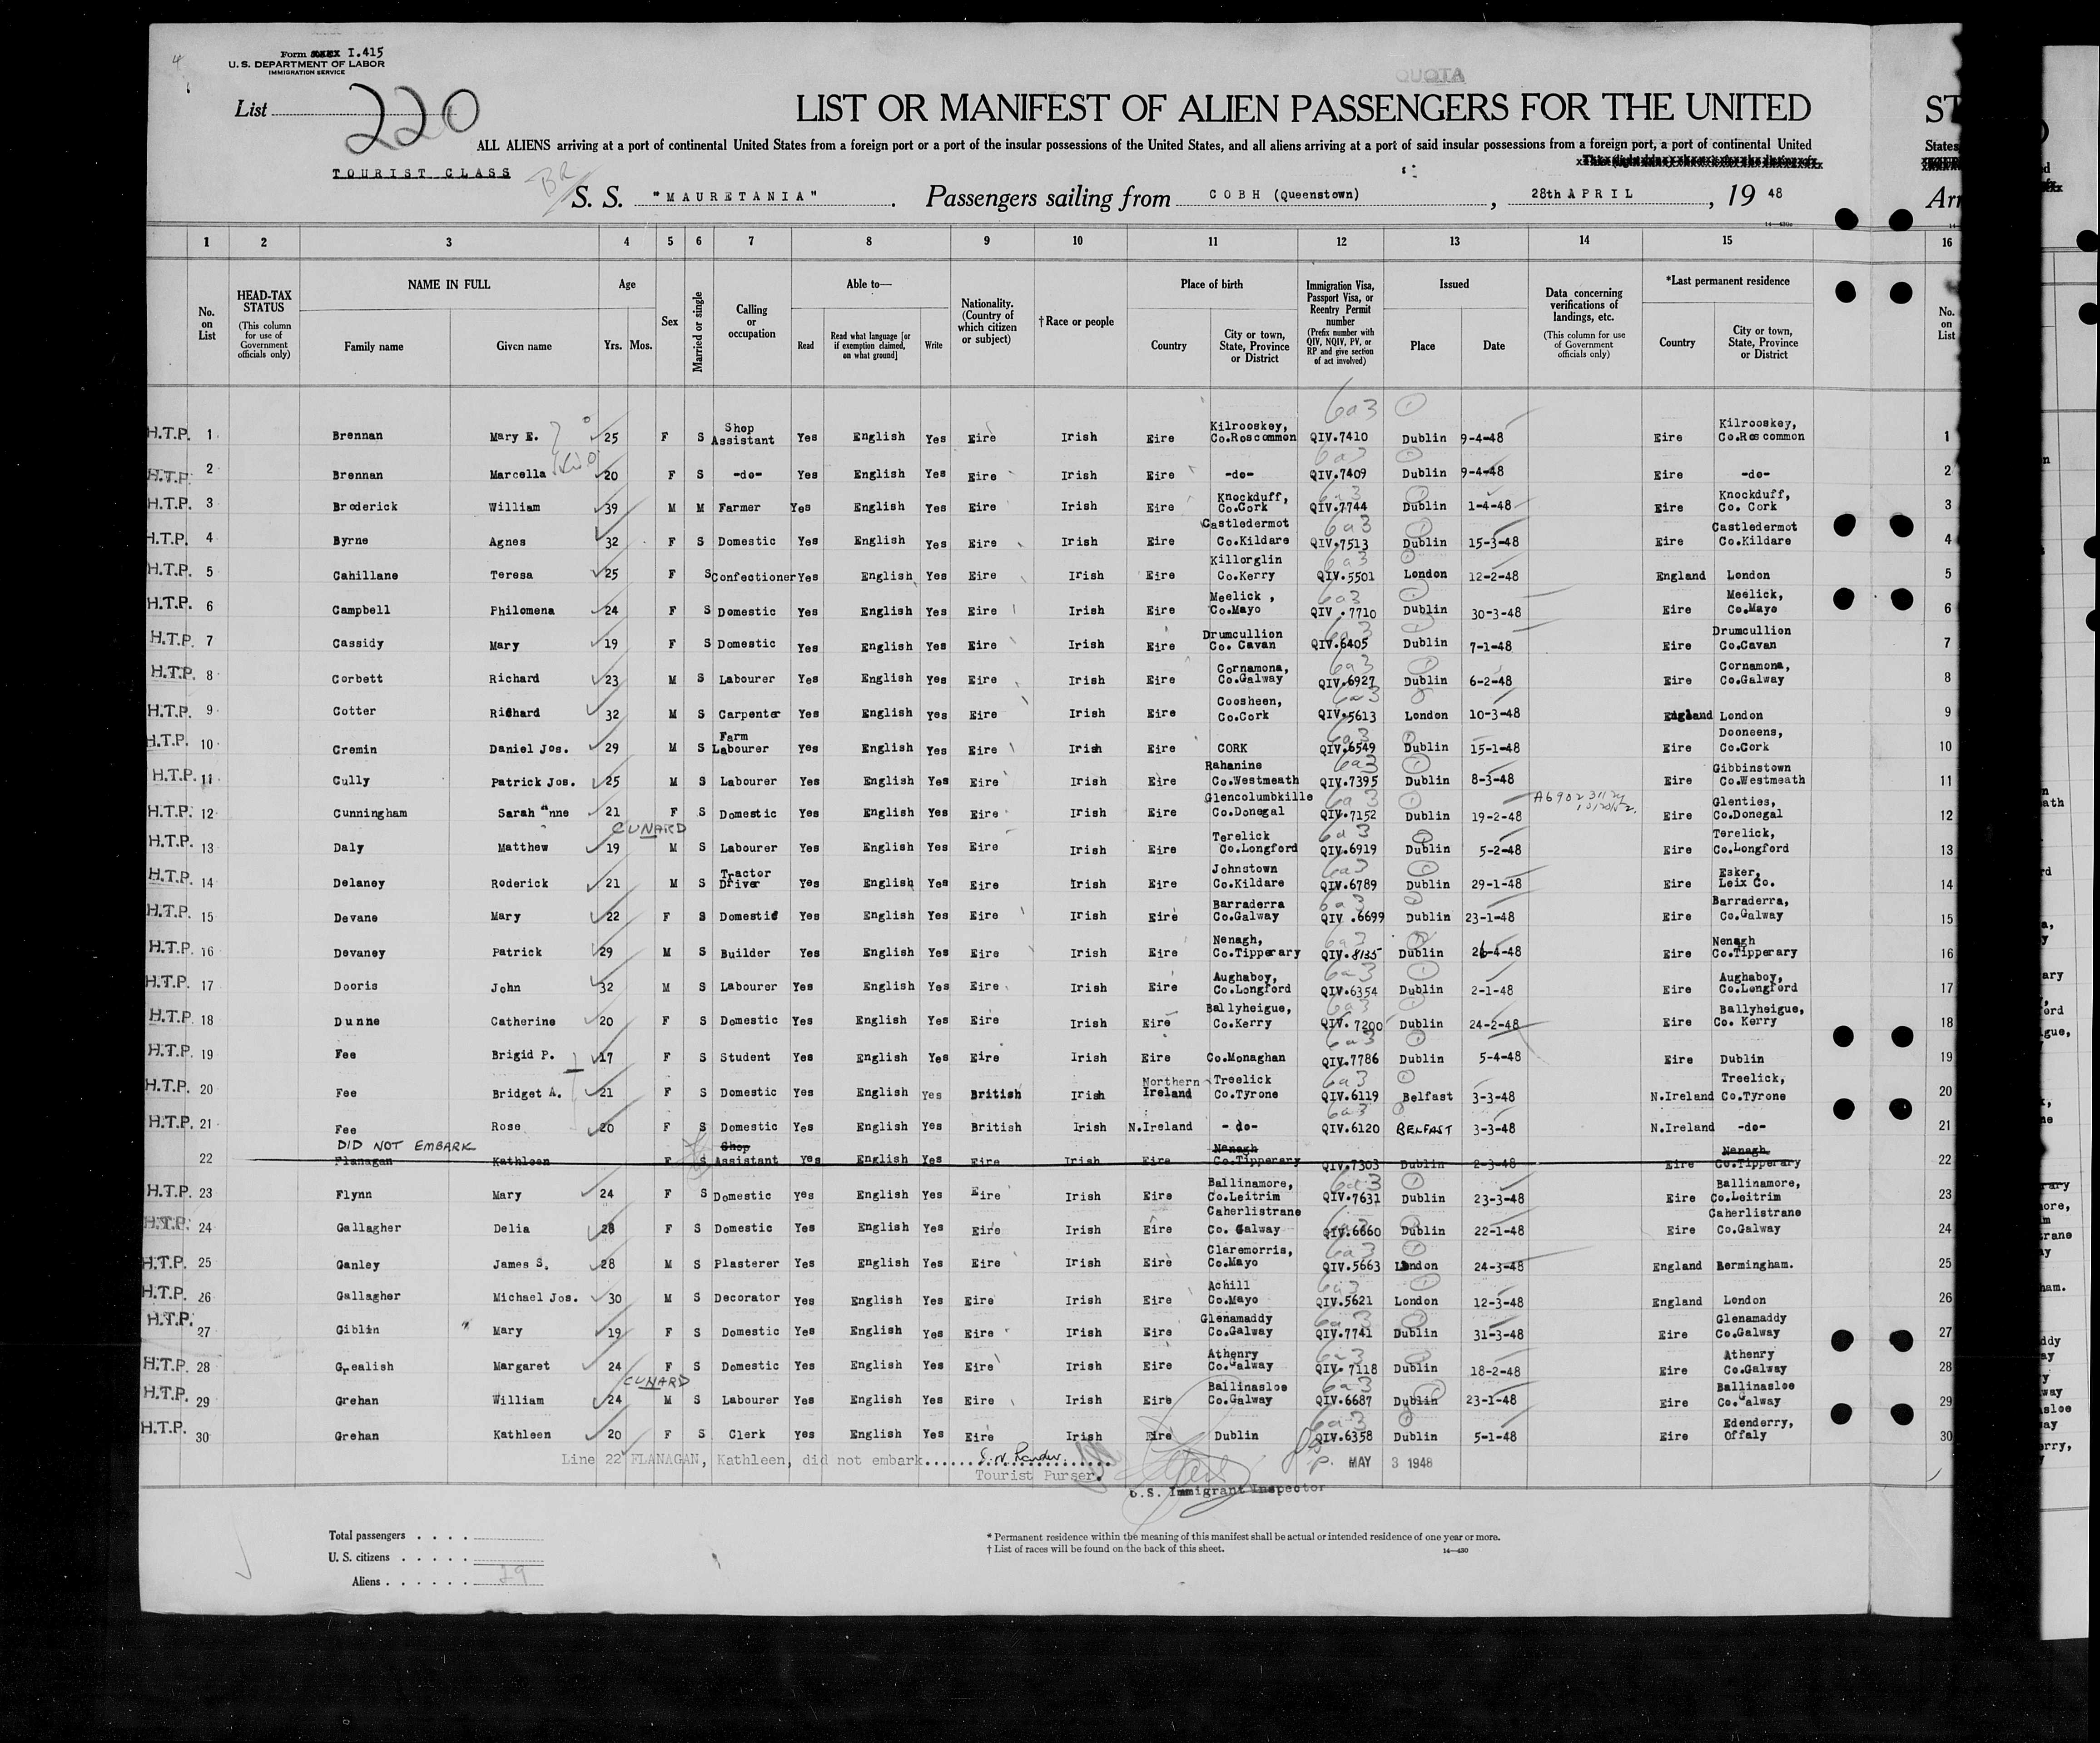 QUOTA
Form I.415
U. S. DEPARTMENT OF LABOR
IMMIGRATION SERVICE
List 220
LIST OR MANIFEST OF ALIEN PASSENGERS FOR THE UNITED ST
ALL ALIENS arriving at a port of continental United States from a foreign port or a port of the insular possessions of the United States, and all aliens arriving at a port of said insular possessions from a foreign port, a port of continental United States
TOURIST CLASS
S. S. "MAURETANIA". Passengers sailing from COBH (Queenstown), 28th APRIL, 19 48
1 2 3 4 5 6 7 8 9 10 11 12 13 14 15 16
No. on List
HEAD-TAX STATUS (This column for use of Government officials only)
NAME IN FULL Family name Given name
Age Yrs. Mos.
Sex
Married or single
Calling or occupation
Able to— Read Read what language [or if exemption claimed, on what ground] Write
Nationality. (Country of which citizen or subject)
†Race or people
Place of birth Country City or town, State, Province or District
Immigration Visa, Passport Visa, or Reentry Permit number (Prefix number with QIV, NQIV, PV, or RP and give section of act involved)
Issued Place Date
Data concerning verifications of landings, etc. (This column for use of Government officials only)
*Last permanent residence Country City or town, State, Province or District
No. on List
H.T.P. 1 Brennan Mary E. 25 F S Shop Assistant Yes English Yes Eire Irish Eire Kilrooskey, Co.Roscommon QIV.7410 Dublin 9-4-48 Eire Kilrooskey, Co.Roscommon 1
H.T.P. 2 Brennan Marcella 20 F S -do- Yes English Yes Eire Irish Eire -do- QIV.7409 Dublin 9-4-48 Eire -do- 2
H.T.P. 3 Broderick William 39 M M Farmer Yes English Yes Eire Irish Eire Knockduff, Co.Cork QIV.7744 Dublin 1-4-48 Eire Knockduff, Co. Cork 3
H.T.P. 4 Byrne Agnes 32 F S Domestic Yes English Yes Eire Irish Eire Castledermot Co.Kildare QIV.7513 Dublin 15-3-48 Eire Castledermot Co.Kildare 4
H.T.P. 5 Cahillane Teresa 25 F S Confectioner Yes English Yes Eire Irish Eire Killorglin Co.Kerry QIV.5501 London 12-2-48 England London 5
H.T.P. 6 Campbell Philomena 24 F S Domestic Yes English Yes Eire Irish Eire Meelick, Co.Mayo QIV.7710 Dublin 30-3-48 Eire Meelick, Co.Mayo 6
H.T.P. 7 Cassidy Mary 19 F S Domestic Yes English Yes Eire Irish Eire Drumcullion Co. Cavan QIV.6405 Dublin 7-1-48 Eire Drumcullion Co.Cavan 7
H.T.P. 8 Corbett Richard 23 M S Labourer Yes English Yes Eire Irish Eire Cornamona, Co.Galway QIV.6927 Dublin 6-2-48 Eire Cornamona, Co.Galway 8
H.T.P. 9 Cotter Richard 32 M S Carpenter Yes English Yes Eire Irish Eire Coosheen, Co.Cork QIV.5613 London 10-3-48 England London 9
H.T.P. 10 Cremin Daniel Jos. 29 M S Farm Labourer Yes English Yes Eire Irish Eire CORK QIV.6549 Dublin 15-1-48 Eire Dooneens, Co.Cork 10
H.T.P. 11 Cully Patrick Jos. 25 M S Labourer Yes English Yes Eire Irish Eire Rahanine Co.Westmeath QIV.7395 Dublin 8-3-48 Eire Gibbinstown Co.Westmeath 11
H.T.P. 12 Cunningham Sarah Anne 21 F S Domestic Yes English Yes Eire Irish Eire Glencolumbkille Co.Donegal QIV.7152 Dublin 19-2-48 Eire Glenties, Co.Donegal 12
CUNARD
H.T.P. 13 Daly Matthew 19 M S Labourer Yes English Yes Eire Irish Eire Terelick Co.Longford QIV.6919 Dublin 5-2-48 Eire Terelick, Co.Longford 13
H.T.P. 14 Delaney Roderick 21 M S Tractor Driver Yes English Yes Eire Irish Eire Johnstown Co.Kildare QIV.6789 Dublin 29-1-48 Eire Esker, Leix Co. 14
H.T.P. 15 Devane Mary 22 F S Domestic Yes English Yes Eire Irish Eire Barraderra Co.Galway QIV.6699 Dublin 23-1-48 Eire Barraderra, Co.Galway 15
H.T.P. 16 Devaney Patrick 29 M S Builder Yes English Yes Eire Irish Eire Nenagh, Co.Tipperary QIV.8135 Dublin 26-4-48 Eire Nenagh Co.Tipperary 16
H.T.P. 17 Dooris John 32 M S Labourer Yes English Yes Eire Irish Eire Aughaboy, Co.Longford QIV.6354 Dublin 2-1-48 Eire Aughaboy, Co.Longford 17
H.T.P. 18 Dunne Catherine 20 F S Domestic Yes English Yes Eire Irish Eire Ballyheigue, Co.Kerry QIV. 7200 Dublin 24-2-48 Eire Ballyheigue, Co. Kerry 18
H.T.P. 19 Fee Brigid P. 17 F S Student Yes English Yes Eire Irish Eire Co.Monaghan QIV.7786 Dublin 5-4-48 Eire Dublin 19
H.T.P. 20 Fee Bridget A. 21 F S Domestic Yes English Yes British Irish Northern Ireland Treelick Co.Tyrone QIV.6119 Belfast 3-3-48 N.Ireland Treelick, Co.Tyrone 20
H.T.P. 21 Fee Rose 20 F S Domestic Yes English Yes British Irish N.Ireland -do- QIV.6120 BELFAST 3-3-48 N.Ireland -do- 21
DID NOT EMBARK
22 Flanagan Kathleen F S Shop Assistant Yes English Yes Eire Irish Eire Nenagh Co.Tipperary QIV.7303 Dublin 2-3-48 Eire Nenagh Co.Tipperary 22
H.T.P. 23 Flynn Mary 24 F S Domestic Yes English Yes Eire Irish Eire Ballinamore, Co.Leitrim QIV.7631 Dublin 23-3-48 Eire Ballinamore, Co.Leitrim 23
H.T.P. 24 Gallagher Delia 28 F S Domestic Yes English Yes Eire Irish Eire Caherlistrane Co. Galway QIV.6660 Dublin 22-1-48 Eire Caherlistrane Co.Galway 24
H.T.P. 25 Ganley James S. 28 M S Plasterer Yes English Yes Eire Irish Eire Claremorris, Co.Mayo QIV.5663 London 24-3-48 England Bermingham. 25
H.T.P. 26 Gallagher Michael Jos. 30 M S Decorator Yes English Yes Eire Irish Eire Achill Co.Mayo QIV.5621 London 12-3-48 England London 26
H.T.P. 27 Giblin Mary 19 F S Domestic Yes English Yes Eire Irish Eire Glenamaddy Co.Galway QIV.7741 Dublin 31-3-48 Eire Glenamaddy Co.Galway 27
H.T.P. 28 Grealish Margaret 24 F S Domestic Yes English Yes Eire Irish Eire Athenry Co.Galway QIV.7118 Dublin 18-2-48 Eire Athenry Co.Galway 28
CUNARD
H.T.P. 29 Grehan William 24 M S Labourer Yes English Yes Eire Irish Eire Ballinasloe Co.Galway QIV.6687 Dublin 23-1-48 Eire Ballinasloe Co.Galway 29
H.T.P. 30 Grehan Kathleen 20 F S Clerk Yes English Yes Eire Irish Eire Dublin QIV.6358 Dublin 5-1-48 Eire Edenderry, Offaly 30
Line 22 FLANAGAN, Kathleen, did not embark
Tourist Purser.
MAY 3 1948
U.S. Immigrant Inspector
Total passengers . . . .
U. S. citizens . . . . .
Aliens . . . . . . 29
* Permanent residence within the meaning of this manifest shall be actual or intended residence of one year or more.
† List of races will be found on the back of this sheet.
14—430